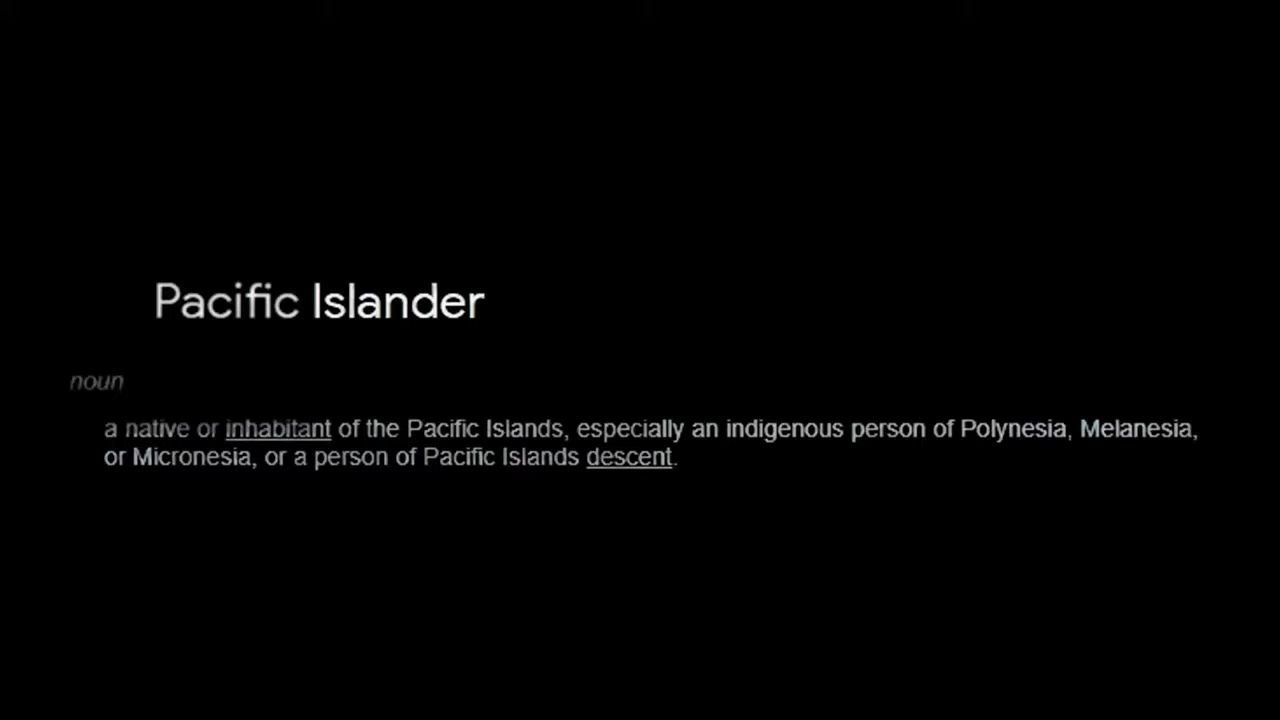 Pacific Islander
noun
a native or inhabitant of the Pacific Islands, especially an indigenous person of Polynesia, Melanesia,
or Micronesia, or a person of Pacific Islands descent.